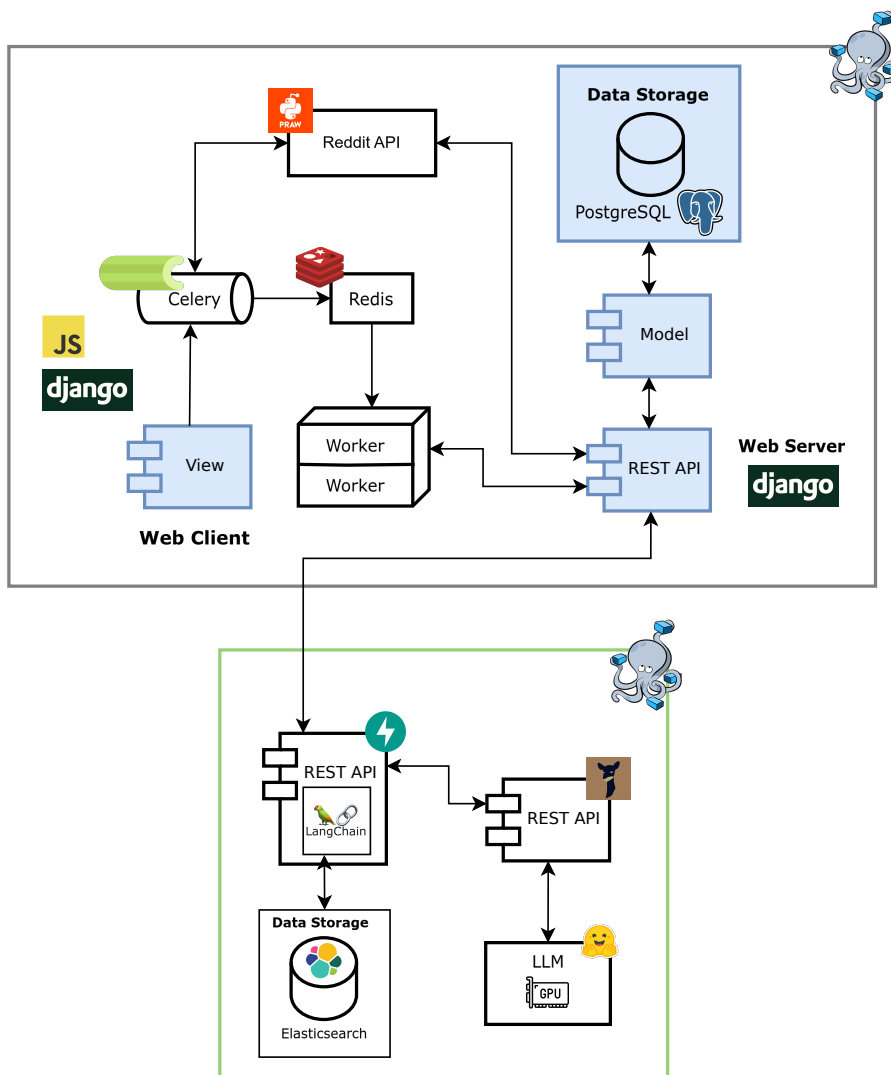 Data Storage
PRAW
Reddit API
PostgreSQL
Celery
Redis
JS
django
Model
View
Worker
Worker
REST API
Web Server
django
Web Client
REST API
LangChain
REST API
Data Storage
Elasticsearch
LLM
GPU